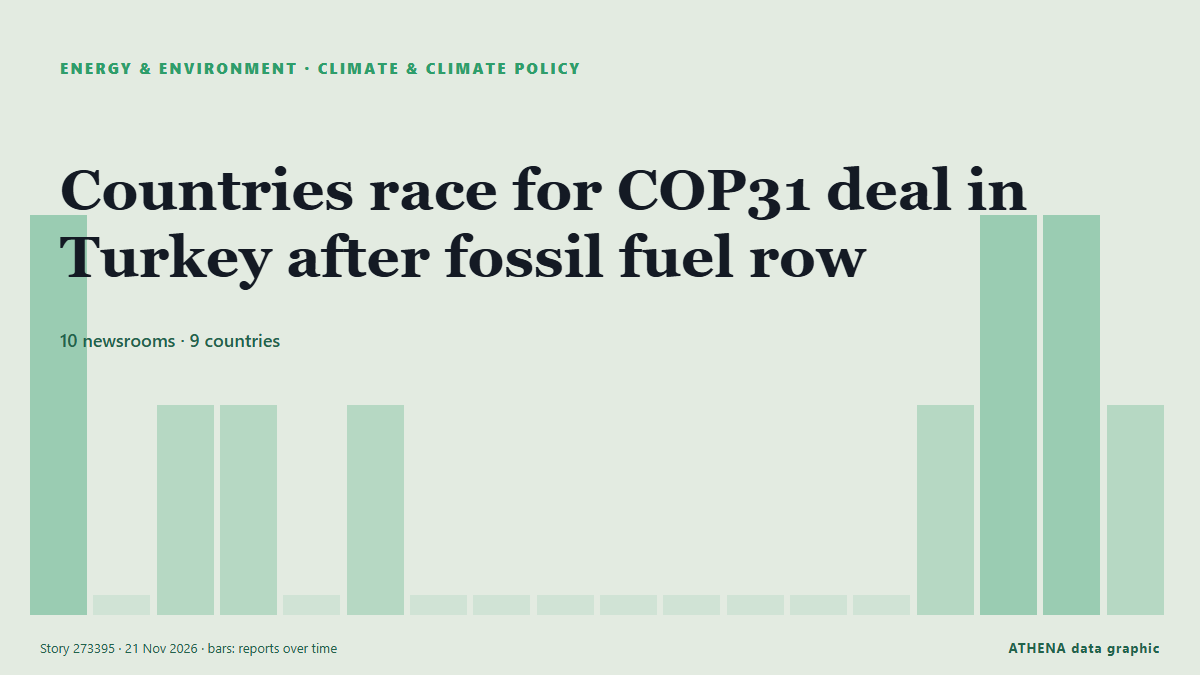 ENERGY & ENVIRONMENT · CLIMATE & CLIMATE POLICY
Countries race for COP31 deal in
Turkey after fossil fuel row
10 newsrooms · 9 countries
Story 273395 · 21 Nov 2026 · bars: reports over time
ATHENA data graphic